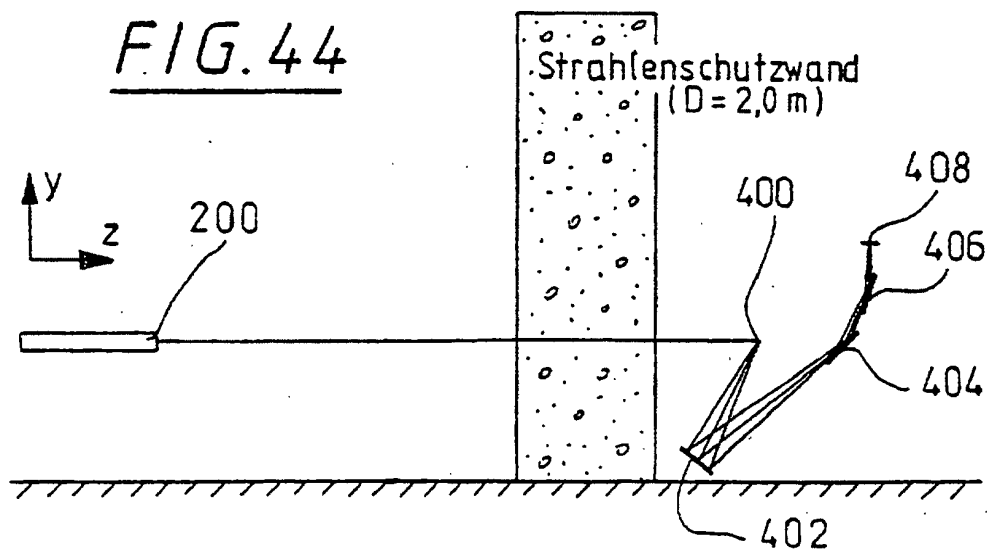 FIG. 44
Strahlenschutzwand
(D = 2,0 m)
408
400
y
406
200
z
404
402